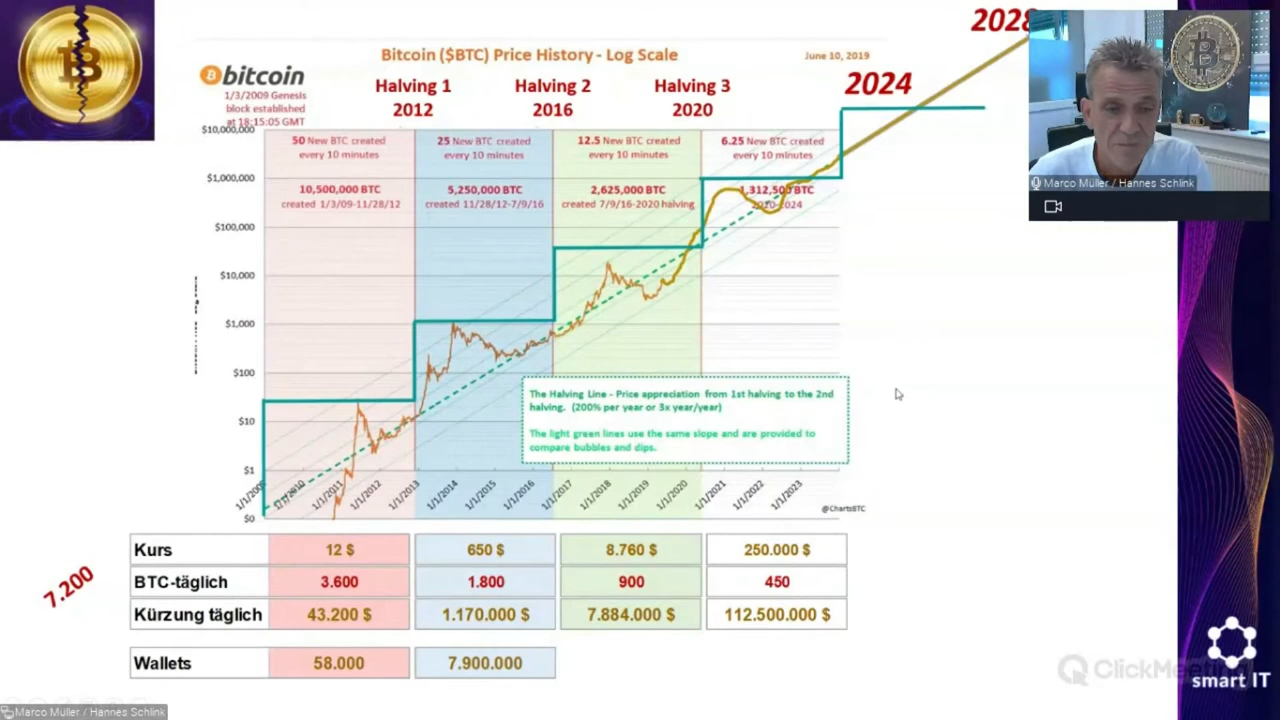 2028
Bitcoin ($BTC) Price History - Log Scale
June 10, 2019
bitcoin
1/3/2009 Genesis
block established
at 18:15:05 GMT
Halving 1
2012
Halving 2
2016
Halving 3
2020
2024
50 New BTC created
every 10 minutes
25 New BTC created
every 10 minutes
12.5 New BTC created
every 10 minutes
6.25 New BTC created
every 10 minutes
10,500,000 BTC
created 1/3/09-11/28/12
5,250,000 BTC
created 11/28/12-7/9/16
2,625,000 BTC
created 7/9/16-2020 halving
1,312,500 BTC
2020-2024
$10,000,000
$1,000,000
$100,000
$10,000
$1,000
$100
$10
$1
$0
The Halving Line - Price appreciation from 1st halving to the 2nd
halving. (200% per year or 3x year/year)
The light green lines use the same slope and are provided to
compare bubbles and dips.
1/1/2009 1/1/2010 1/1/2011 1/1/2012 1/1/2013 1/1/2014 1/1/2015 1/1/2016 1/1/2017 1/1/2018 1/1/2019 1/1/2020 1/1/2021 1/1/2022 1/1/2023
@ChartsBTC
Marco Müller / Hannes Schlink
Kurs 12 $ 650 $ 8.760 $ 250.000 $
7.200
BTC-täglich 3.600 1.800 900 450
Kürzung täglich 43.200 $ 1.170.000 $ 7.884.000 $ 112.500.000 $
Wallets 58.000 7.900.000
smart IT
Marco Müller / Hannes Schlink